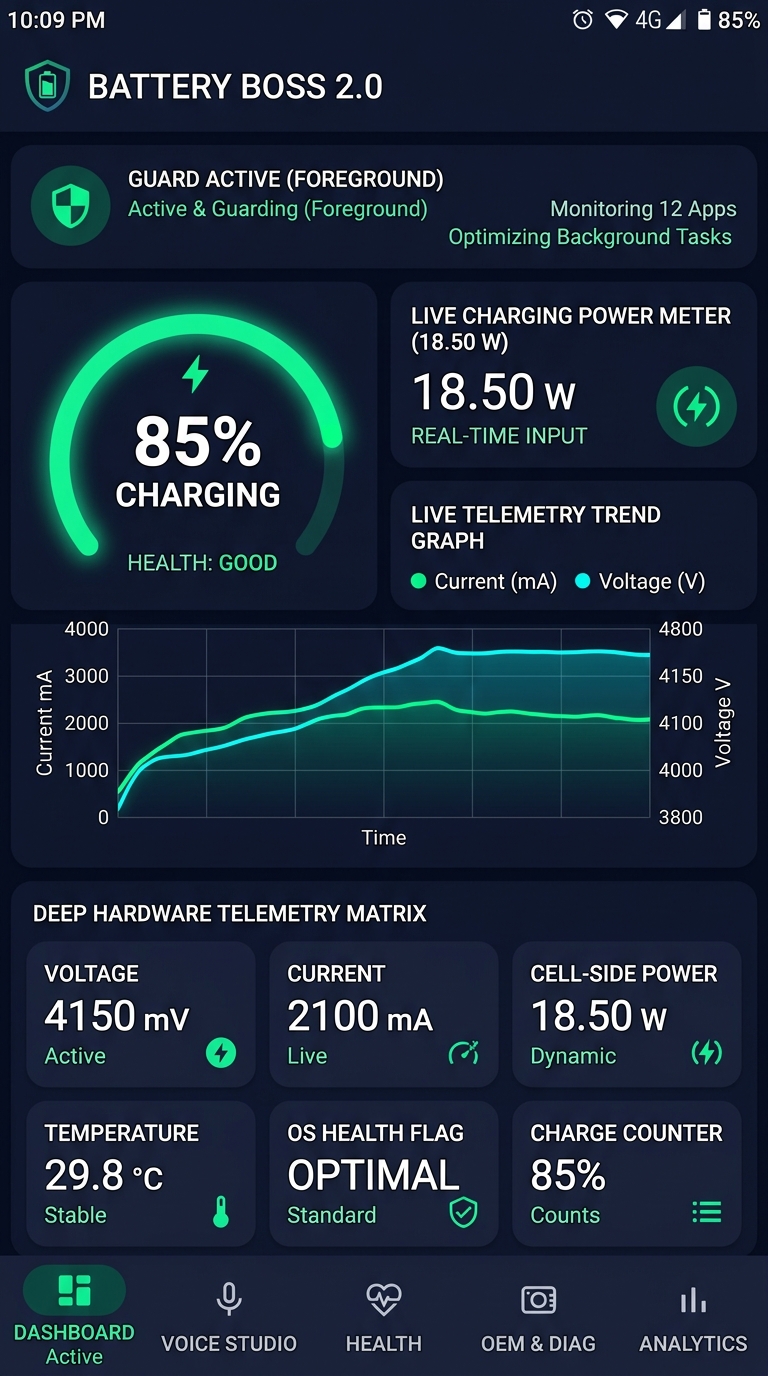 10:09 PM
4G
85%
BATTERY BOSS 2.0
GUARD ACTIVE (FOREGROUND)
Active & Guarding (Foreground)
Monitoring 12 Apps
Optimizing Background Tasks
85%
CHARGING
HEALTH: GOOD
LIVE CHARGING POWER METER
(18.50 W)
18.50 W
REAL-TIME INPUT
LIVE TELEMETRY TREND
GRAPH
Current (mA)
Voltage (V)
Current mA
4000
3000
2000
1000
0
4800
4150
4100
4000
3800
Voltage V
Time
DEEP HARDWARE TELEMETRY MATRIX
VOLTAGE
4150 mV
Active
CURRENT
2100 mA
Live
CELL-SIDE POWER
18.50 W
Dynamic
TEMPERATURE
29.8 °C
Stable
OS HEALTH FLAG
OPTIMAL
Standard
CHARGE COUNTER
85%
Counts
DASHBOARD
Active
VOICE STUDIO
HEALTH
OEM & DIAG
ANALYTICS